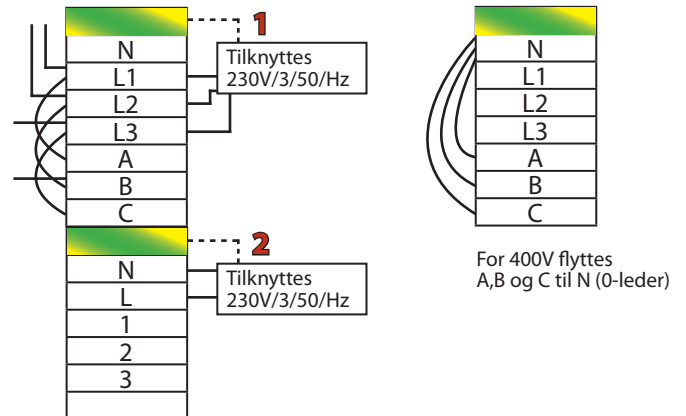 1
N
L1
L2
L3
A
B
C
Tilknyttes
230V/3/50/Hz
2
N
L
1
2
3
Tilknyttes
230V/3/50/Hz
N
L1
L2
L3
A
B
C
For 400V flyttes
A,B og C til N (0-leder)